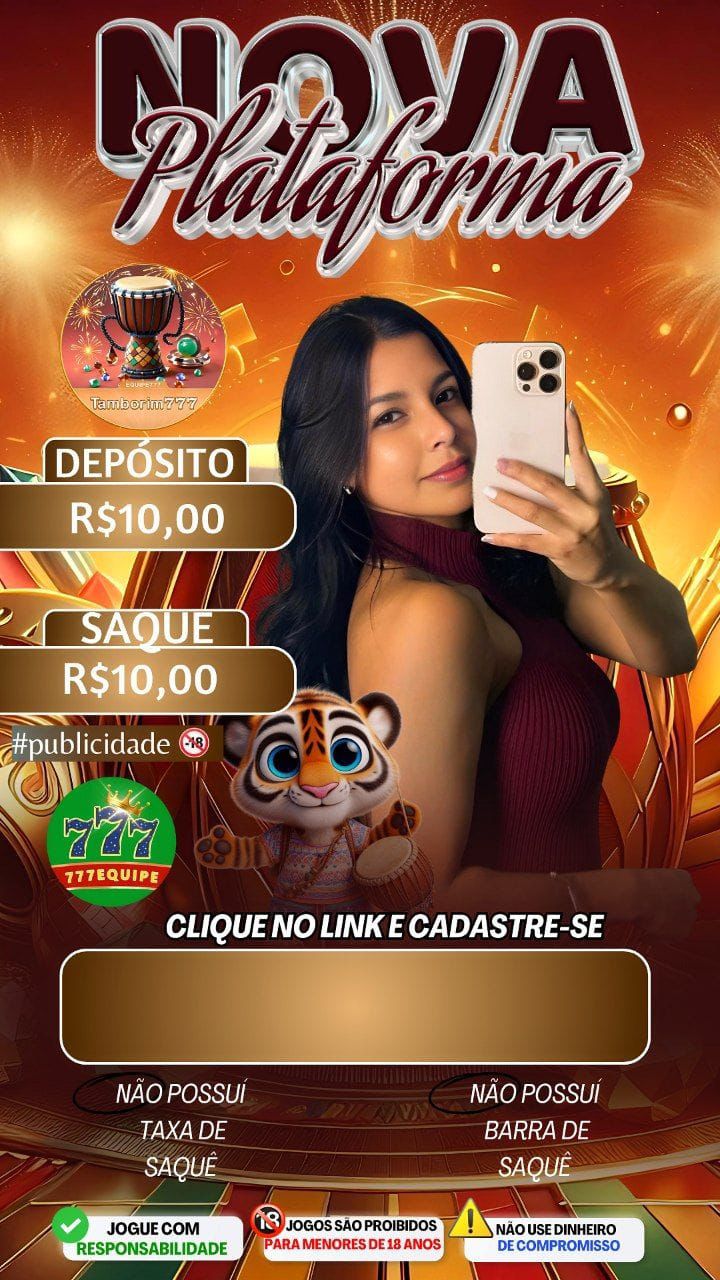 NOVA
Plataforma
EQUIPE777
Tamborim777
DEPÓSITO
R$10,00
SAQUE
R$10,00
#publicidade -18
777
777EQUIPE
CLIQUE NO LINK E CADASTRE-SE
NÃO POSSUÍ
TAXA DE
SAQUÊ
NÃO POSSUÍ
BARRA DE
SAQUÊ
JOGUE COM
RESPONSABILIDADE
18 JOGOS SÃO PROIBIDOS
PARA MENORES DE 18 ANOS
NÃO USE DINHEIRO
DE COMPROMISSO